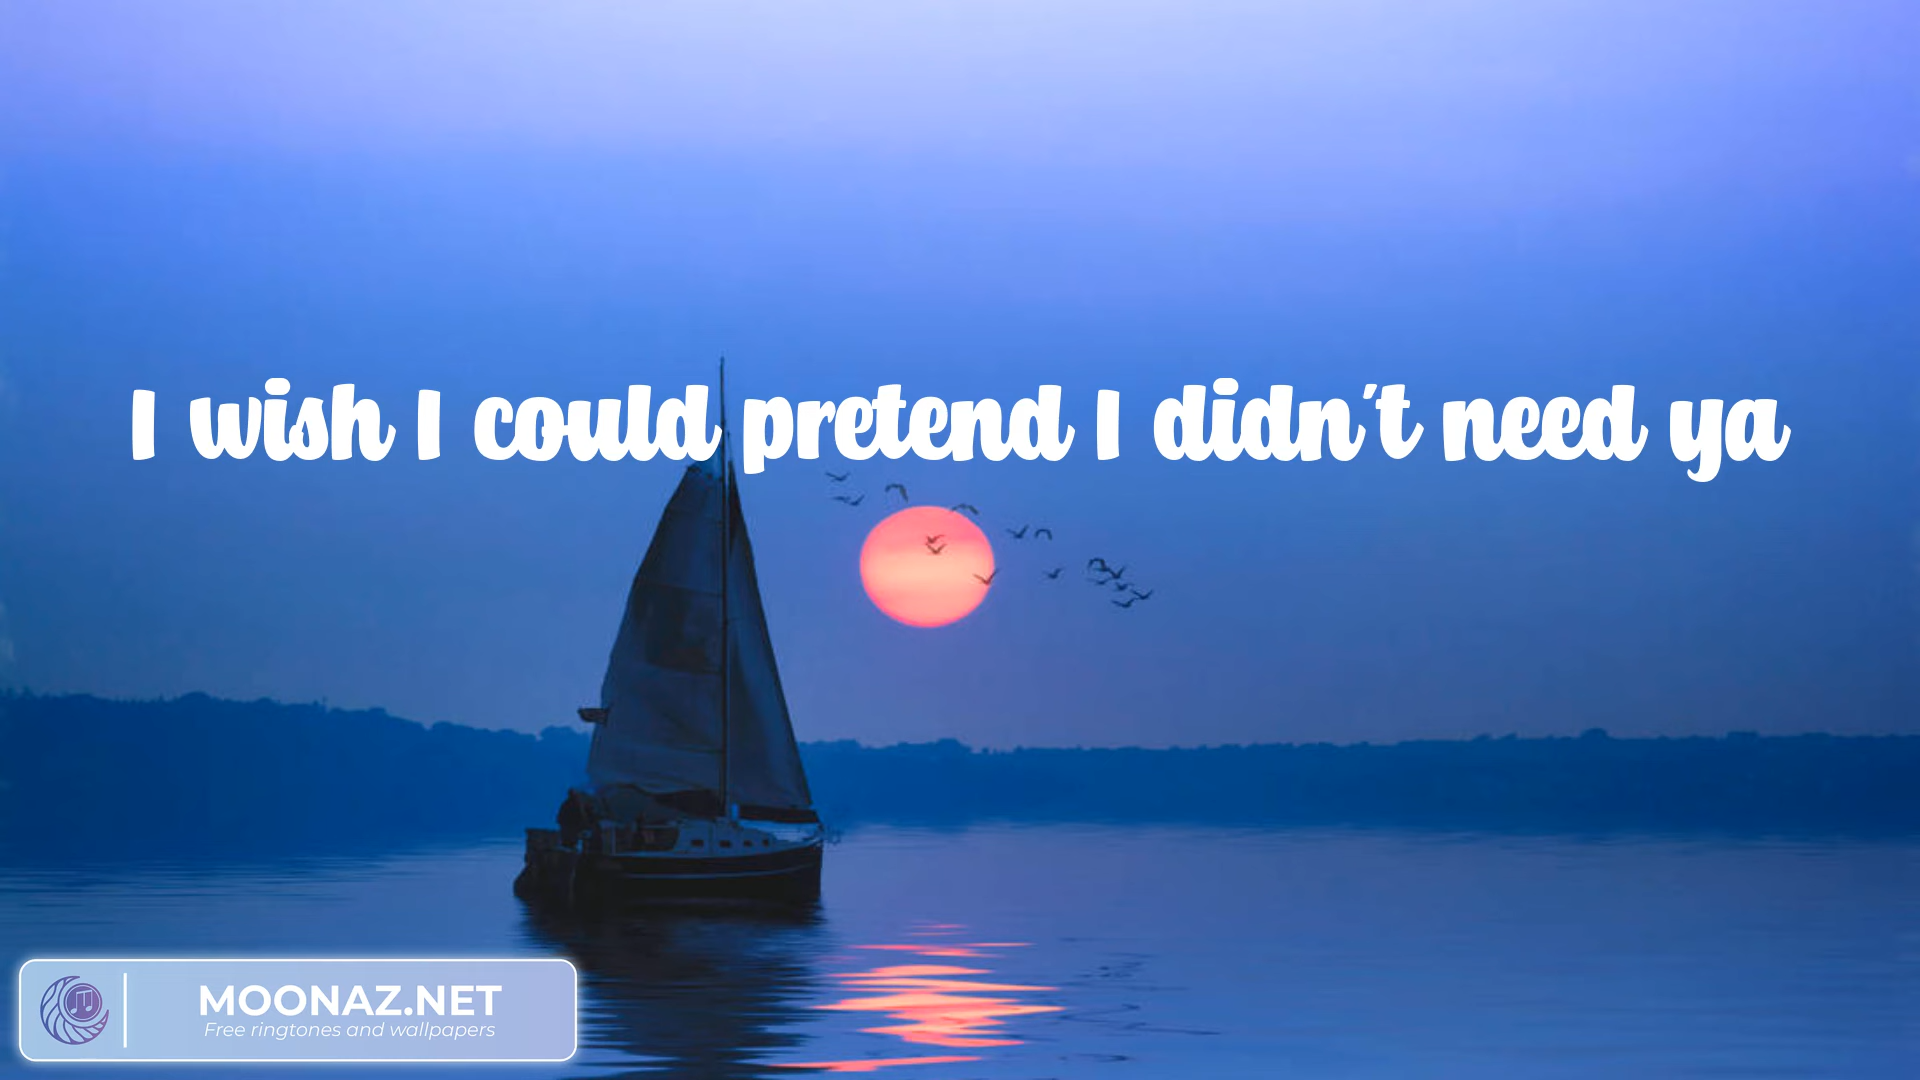 I wish I could pretend I didn't need ya
MOONAZ.NET
Free ringtones and wallpapers